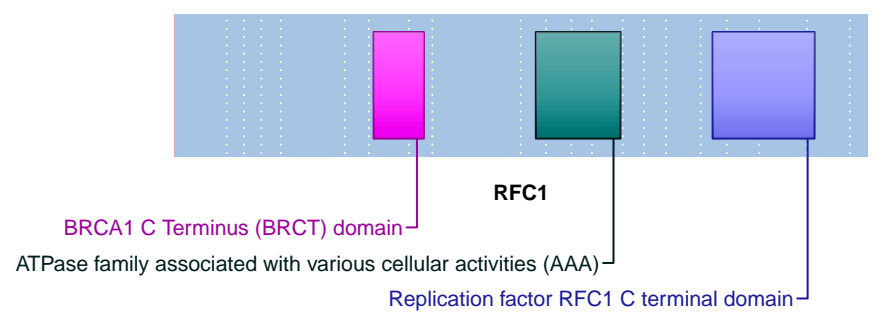 RFC1
BRCA1 C Terminus (BRCT) domain
ATPase family associated with various cellular activities (AAA)
Replication factor RFC1 C terminal domain